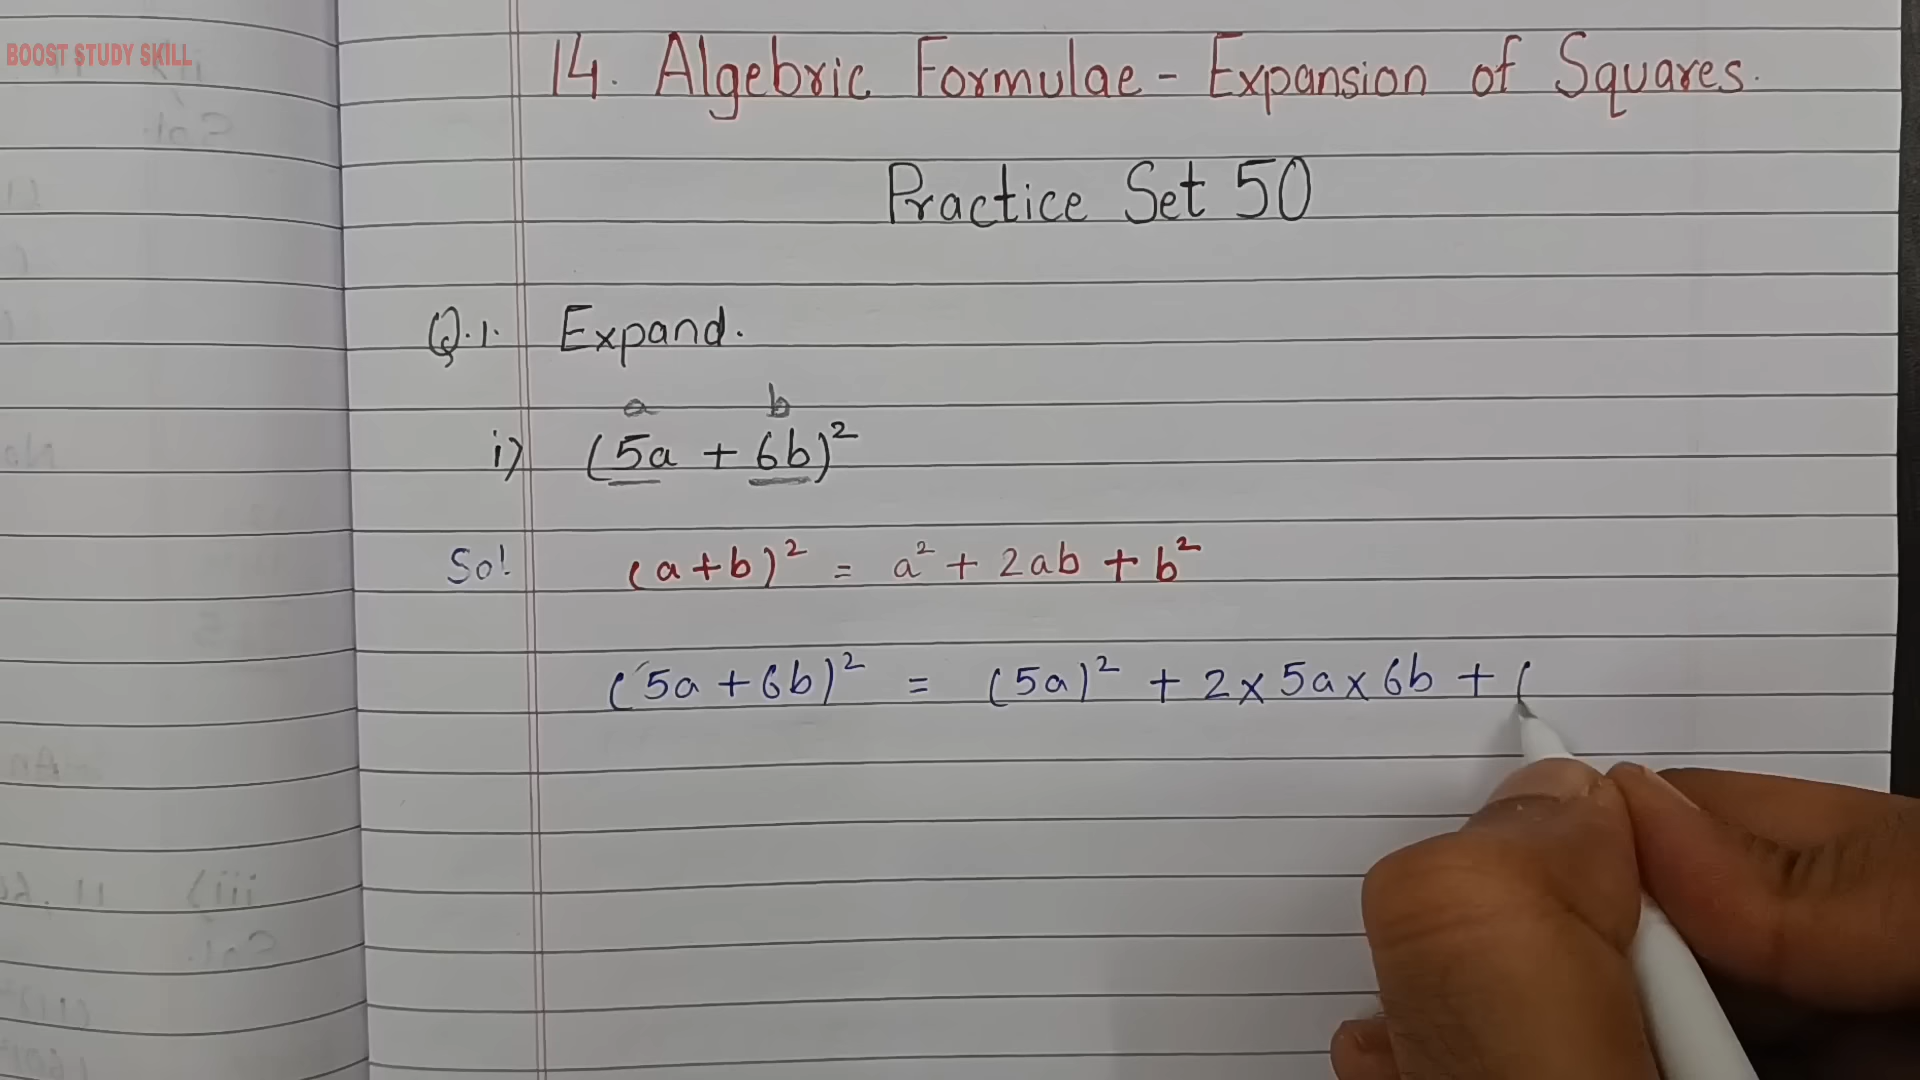 BOOST STUDY SKILL
14. Algebric Formulae - Expansion of Squares.
Practice Set 50
Q.1. Expand.
a b
i) (5a + 6b)²
Sol (a+b)² = a² + 2ab + b²
(5a+6b)² = (5a)² + 2 x 5a x 6b + (